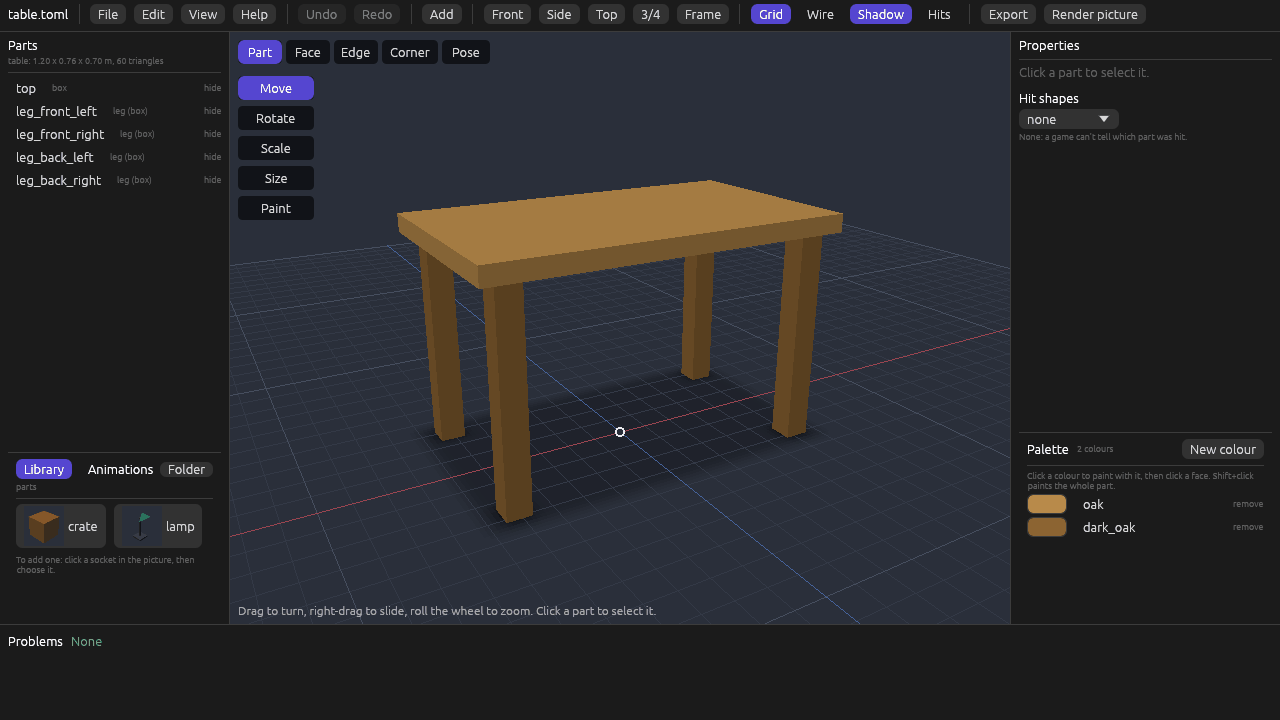 table.toml File Edit View Help Undo Redo Add Front Side Top 3/4 Frame Grid Wire Shadow Hits Export Render picture
Parts
table: 1.20 x 0.76 x 0.70 m, 60 triangles
top box hide
leg_front_left leg (box) hide
leg_front_right leg (box) hide
leg_back_left leg (box) hide
leg_back_right leg (box) hide
Library Animations Folder
parts
crate lamp
To add one: click a socket in the picture, then
choose it.
Part Face Edge Corner Pose
Move
Rotate
Scale
Size
Paint
Drag to turn, right-drag to slide, roll the wheel to zoom. Click a part to select it.
Properties
Click a part to select it.
Hit shapes
none
None: a game can't tell which part was hit.
Palette 2 colours New colour
Click a colour to paint with it, then click a face. Shift+click
paints the whole part.
oak remove
dark_oak remove
Problems None